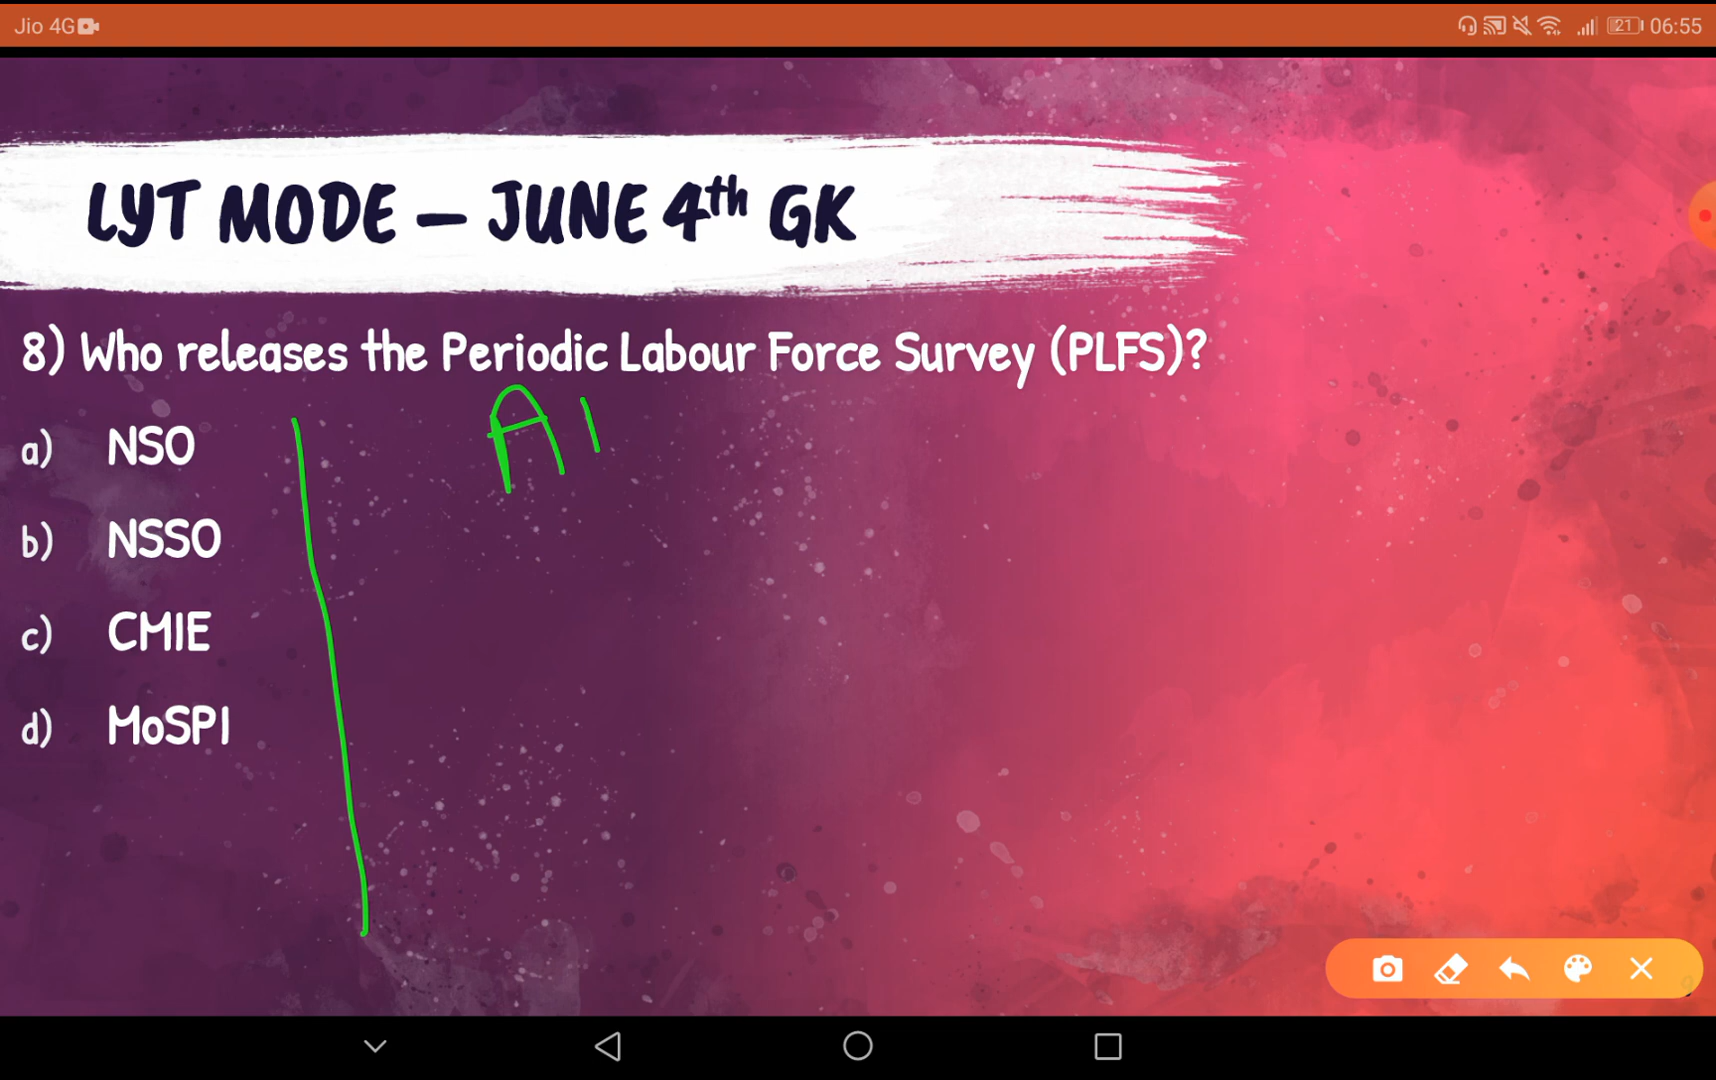 Jio 4G
21 06:55
LYT MODE – JUNE 4th GK
8) Who releases the Periodic Labour Force Survey (PLFS)?
A
a) NSO
b) NSSO
c) CMIE
d) MoSPI